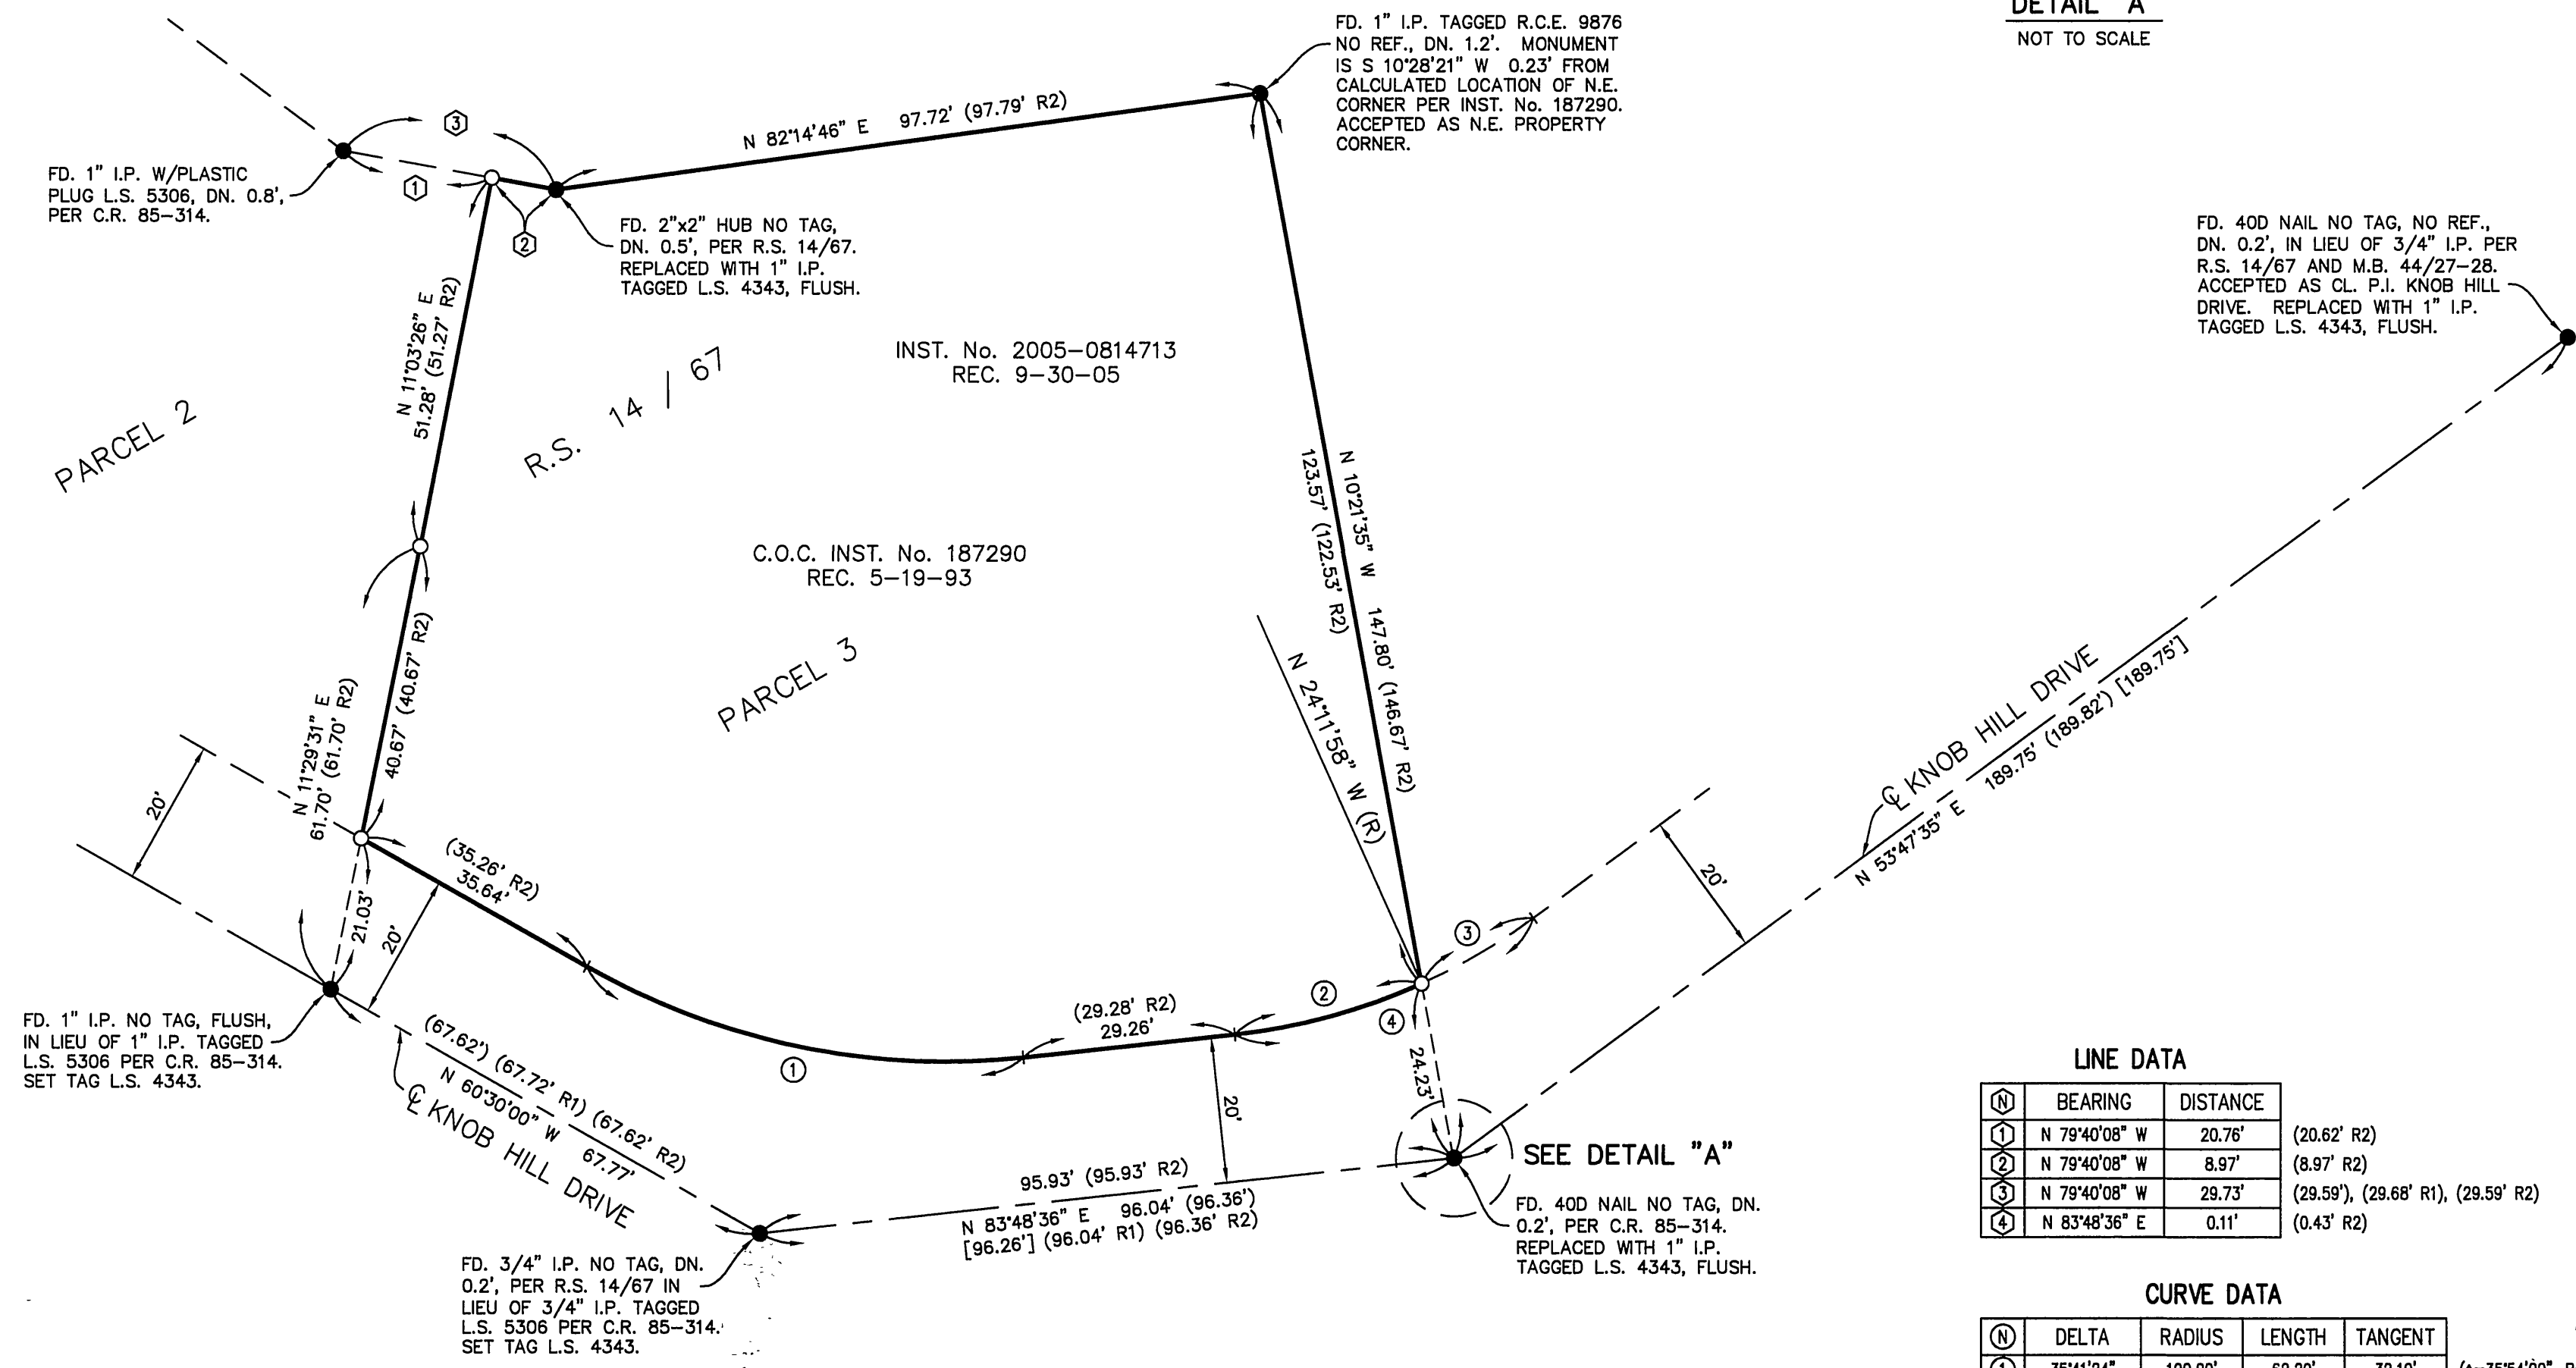 DETAIL "A"
NOT TO SCALE
FD. 1" I.P. TAGGED R.C.E. 9876
NO REF., DN. 1.2'. MONUMENT
IS S 10°28'21" W 0.23' FROM
CALCULATED LOCATION OF N.E.
CORNER PER INST. No. 187290.
ACCEPTED AS N.E. PROPERTY
CORNER.
N 82°14'46" E 97.72' (97.79' R2)
3
1
2
FD. 1" I.P. W/PLASTIC
PLUG L.S. 5306, DN. 0.8',
PER C.R. 85-314.
FD. 2"x2" HUB NO TAG,
DN. 0.5', PER R.S. 14/67.
REPLACED WITH 1" I.P.
TAGGED L.S. 4343, FLUSH.
FD. 40D NAIL NO TAG, NO REF.,
DN. 0.2', IN LIEU OF 3/4" I.P. PER
R.S. 14/67 AND M.B. 44/27-28.
ACCEPTED AS CL. P.I. KNOB HILL
DRIVE. REPLACED WITH 1" I.P.
TAGGED L.S. 4343, FLUSH.
N 11°03'26" E
51.28' (51.27' R2)
INST. No. 2005-0814713
REC. 9-30-05
R.S. 14 / 67
PARCEL 2
C.O.C. INST. No. 187290
REC. 5-19-93
PARCEL 3
N 10°21'35" W 147.80' (146.67' R2)
123.57' (122.53' R2)
N 24°11'58" W (R)
40.67' (40.67' R2)
N 11°29'31" E
61.70' (61.70' R2)
20'
(35.26' R2)
35.64'
21.03'
20'
℄ KNOB HILL DRIVE
N 53°47'35" E 189.75' (189.82') [189.75']
20'
3
2
4
(29.28' R2)
29.26'
1
24.23'
20'
FD. 1" I.P. NO TAG, FLUSH,
IN LIEU OF 1" I.P. TAGGED
L.S. 5306 PER C.R. 85-314.
SET TAG L.S. 4343.
(67.62') (67.72' R1) (67.62' R2)
N 60°30'00" W 67.77'
℄ KNOB HILL DRIVE
95.93' (95.93' R2)
N 83°48'36" E 96.04' (96.36')
[96.26'] (96.04' R1) (96.36' R2)
SEE DETAIL "A"
FD. 40D NAIL NO TAG, DN.
0.2', PER C.R. 85-314.
REPLACED WITH 1" I.P.
TAGGED L.S. 4343, FLUSH.
FD. 3/4" I.P. NO TAG, DN.
0.2', PER R.S. 14/67 IN
LIEU OF 3/4" I.P. TAGGED
L.S. 5306 PER C.R. 85-314.
SET TAG L.S. 4343.
LINE DATA
N BEARING DISTANCE
1 N 79°40'08" W 20.76' (20.62' R2)
2 N 79°40'08" W 8.97' (8.97' R2)
3 N 79°40'08" W 29.73' (29.59'), (29.68' R1), (29.59' R2)
4 N 83°48'36" E 0.11' (0.43' R2)
CURVE DATA
N DELTA RADIUS LENGTH TANGENT